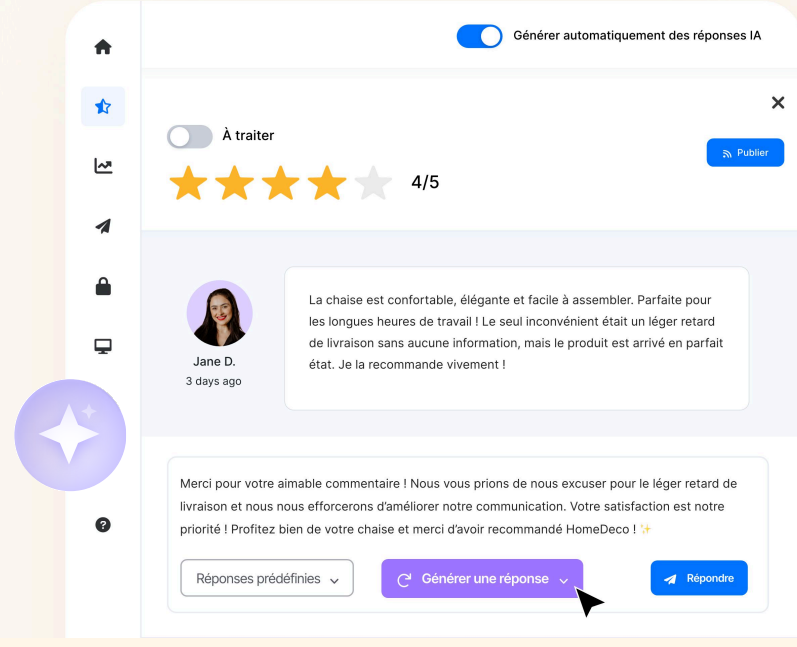 Générer automatiquement des réponses IA
À traiter
Publier
4/5
La chaise est confortable, élégante et facile à assembler. Parfaite pour
les longues heures de travail ! Le seul inconvénient était un léger retard
de livraison sans aucune information, mais le produit est arrivé en parfait
état. Je la recommande vivement !
Jane D.
3 days ago
Merci pour votre aimable commentaire ! Nous vous prions de nous excuser pour le léger retard de
livraison et nous nous efforcerons d'améliorer notre communication. Votre satisfaction est notre
priorité ! Profitez bien de votre chaise et merci d'avoir recommandé HomeDeco ! ✨
Réponses prédéfinies
Générer une réponse
Répondre